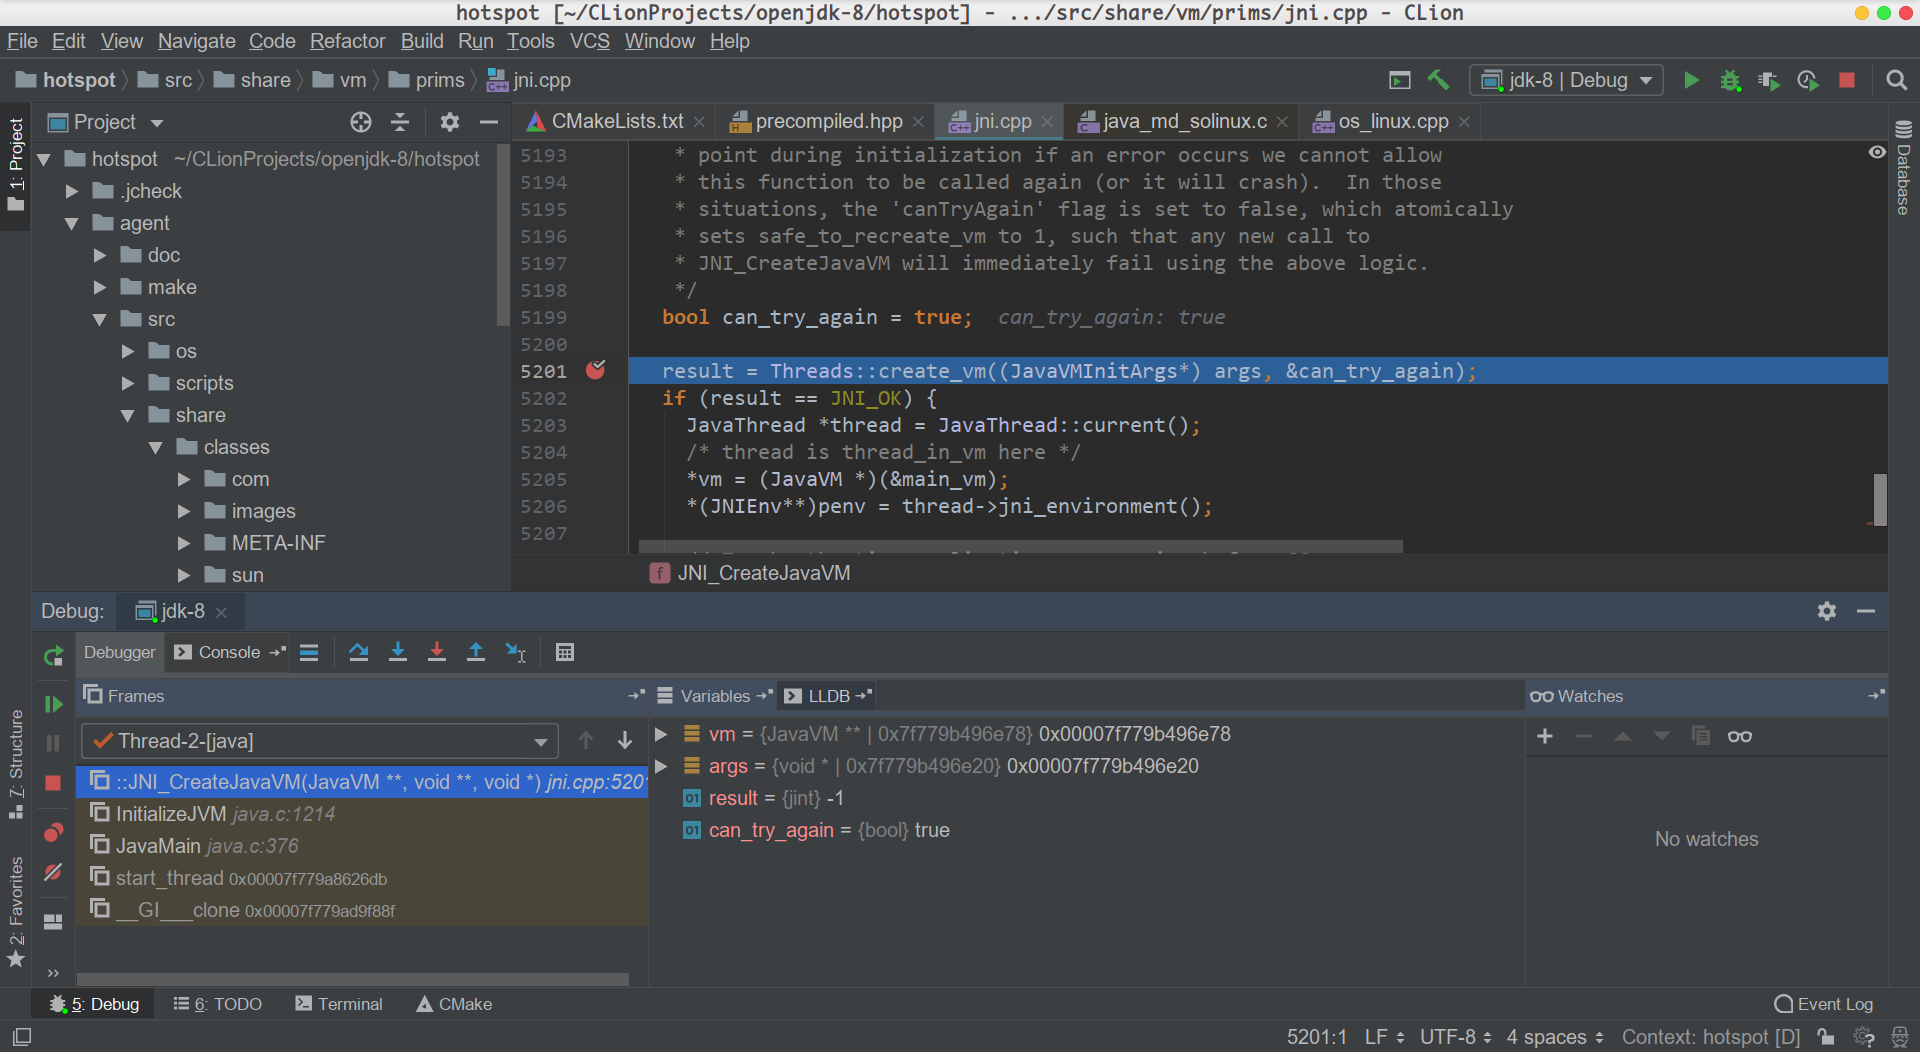 hotspot [~/CLionProjects/openjdk-8/hotspot] - .../src/share/vm/prims/jni.cpp - CLion
File Edit View Navigate Code Refactor Build Run Tools VCS Window Help
hotspot src share vm prims jni.cpp
jdk-8 | Debug
1: Project
Project
CMakeLists.txt precompiled.hpp jni.cpp java_md_solinux.c os_linux.cpp
Database
hotspot ~/CLionProjects/openjdk-8/hotspot
.jcheck
agent
doc
make
src
os
scripts
share
classes
com
images
META-INF
sun
5193 * point during initialization if an error occurs we cannot allow
5194 * this function to be called again (or it will crash).  In those
5195 * situations, the 'canTryAgain' flag is set to false, which atomically
5196 * sets safe_to_recreate_vm to 1, such that any new call to
5197 * JNI_CreateJavaVM will immediately fail using the above logic.
5198 */
5199 bool can_try_again = true;  can_try_again: true
5200
5201 result = Threads::create_vm((JavaVMInitArgs*) args, &can_try_again);
5202 if (result == JNI_OK) {
5203 JavaThread *thread = JavaThread::current();
5204 /* thread is thread_in_vm here */
5205 *vm = (JavaVM *)(&main_vm);
5206 *(JNIEnv**)penv = thread->jni_environment();
5207
f JNI_CreateJavaVM
Debug: jdk-8
Debugger Console
Frames
Variables LLDB
Watches
Thread-2-[java]
::JNI_CreateJavaVM(JavaVM **, void **, void *) jni.cpp:520
InitializeJVM java.c:1214
JavaMain java.c:376
start_thread 0x00007f779a8626db
__GI___clone 0x00007f779ad9f88f
vm = {JavaVM ** | 0x7f779b496e78} 0x00007f779b496e78
args = {void * | 0x7f779b496e20} 0x00007f779b496e20
01 result = {jint} -1
01 can_try_again = {bool} true
No watches
7: Structure
2: Favorites
5: Debug 6: TODO Terminal CMake
Event Log
5201:1 LF UTF-8 4 spaces Context: hotspot [D]